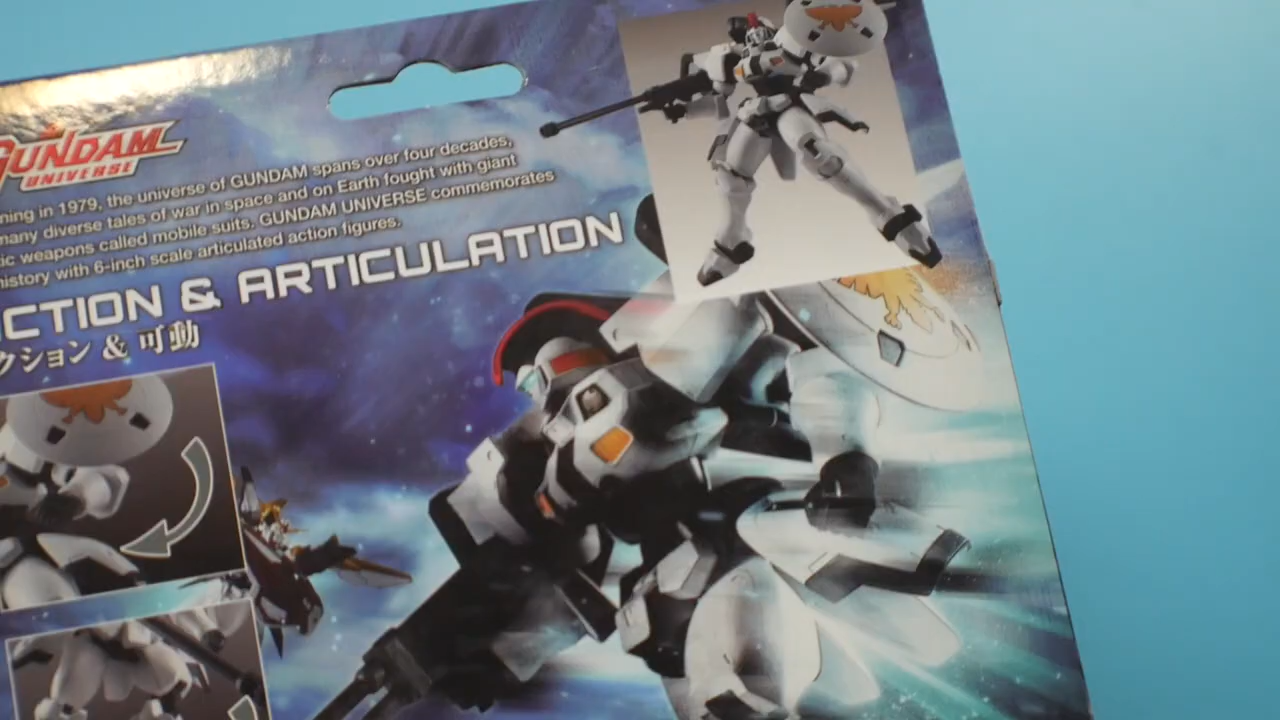 GUNDAM
UNIVERSE
in 1979, the universe of GUNDAM spans over four decades,
many diverse tales of war in space and on Earth fought with giant
weapons called mobile suits. GUNDAM UNIVERSE commemorates
history with 6-inch scale articulated action figures.
CTION & ARTICULATION
クション & 可動